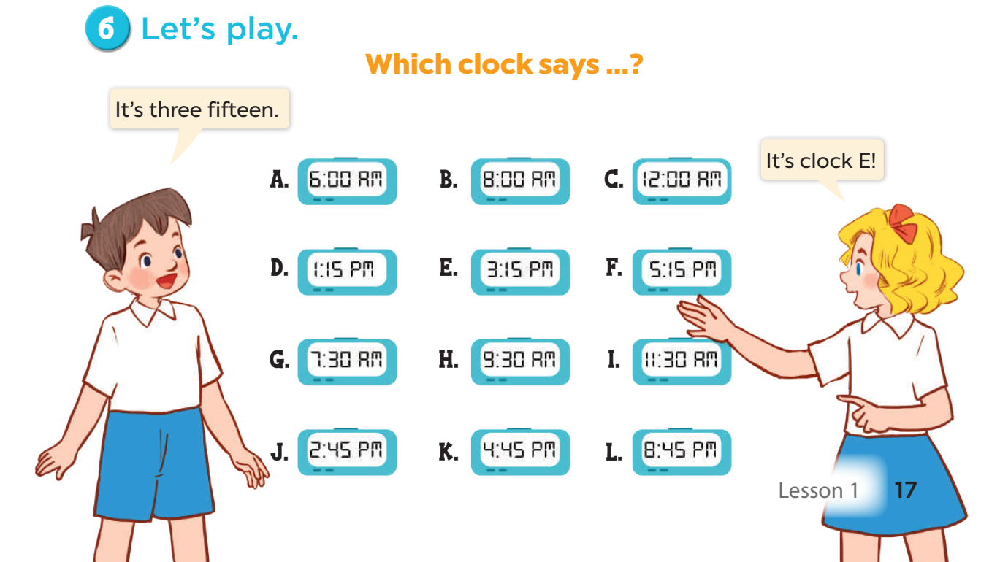 6 Let's play.
Which clock says ...?
It's three fifteen.
It's clock E!
A. 6:00 AM B. 8:00 AM C. 12:00 AM
D. 1:15 PM E. 3:15 PM F. 5:15 PM
G. 7:30 AM H. 9:30 AM I. 11:30 AM
J. 2:45 PM K. 4:45 PM L. 8:45 PM
Lesson 1 17